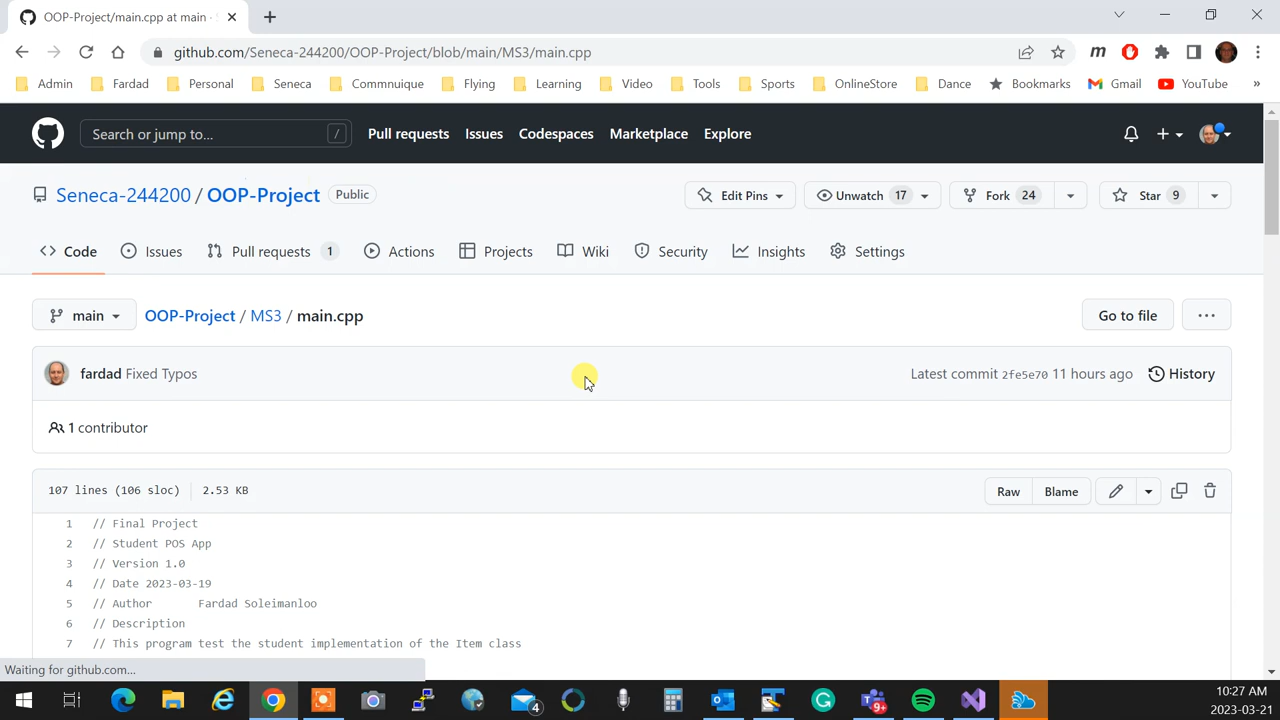 OOP-Project/main.cpp at main ·
github.com/Seneca-244200/OOP-Project/blob/main/MS3/main.cpp
Admin Fardad Personal Seneca Commnuique Flying Learning Video Tools Sports OnlineStore Dance Bookmarks Gmail YouTube »
Search or jump to... / Pull requests Issues Codespaces Marketplace Explore
Seneca-244200 / OOP-Project Public Edit Pins Unwatch 17 Fork 24 Star 9
Code Issues Pull requests 1 Actions Projects Wiki Security Insights Settings
main OOP-Project / MS3 / main.cpp Go to file ...
fardad Fixed Typos Latest commit 2fe5e70 11 hours ago History
1 contributor
107 lines (106 sloc) 2.53 KB Raw Blame
1 // Final Project
2 // Student POS App
3 // Version 1.0
4 // Date 2023-03-19
5 // Author Fardad Soleimanloo
6 // Description
7 // This program test the student implementation of the Item class
Waiting for github.com...
4 9+ 10:27 AM
2023-03-21